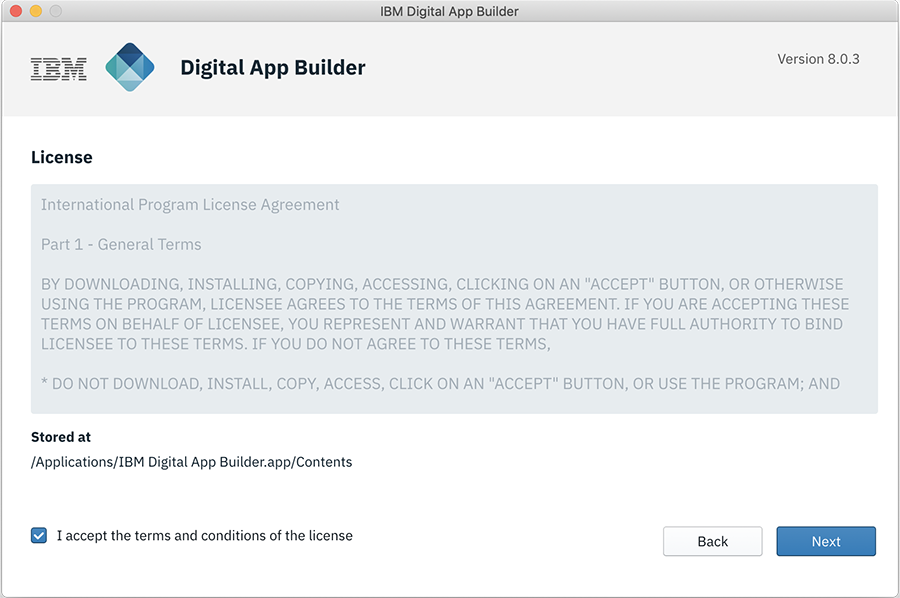 IBM Digital App Builder
IBM
Digital App Builder
Version 8.0.3
License
International Program License Agreement
Part 1 - General Terms
BY DOWNLOADING, INSTALLING, COPYING, ACCESSING, CLICKING ON AN "ACCEPT" BUTTON, OR OTHERWISE
USING THE PROGRAM, LICENSEE AGREES TO THE TERMS OF THIS AGREEMENT. IF YOU ARE ACCEPTING THESE
TERMS ON BEHALF OF LICENSEE, YOU REPRESENT AND WARRANT THAT YOU HAVE FULL AUTHORITY TO BIND
LICENSEE TO THESE TERMS. IF YOU DO NOT AGREE TO THESE TERMS,
* DO NOT DOWNLOAD, INSTALL, COPY, ACCESS, CLICK ON AN "ACCEPT" BUTTON, OR USE THE PROGRAM; AND
Stored at
/Applications/IBM Digital App Builder.app/Contents
I accept the terms and conditions of the license
Back
Next